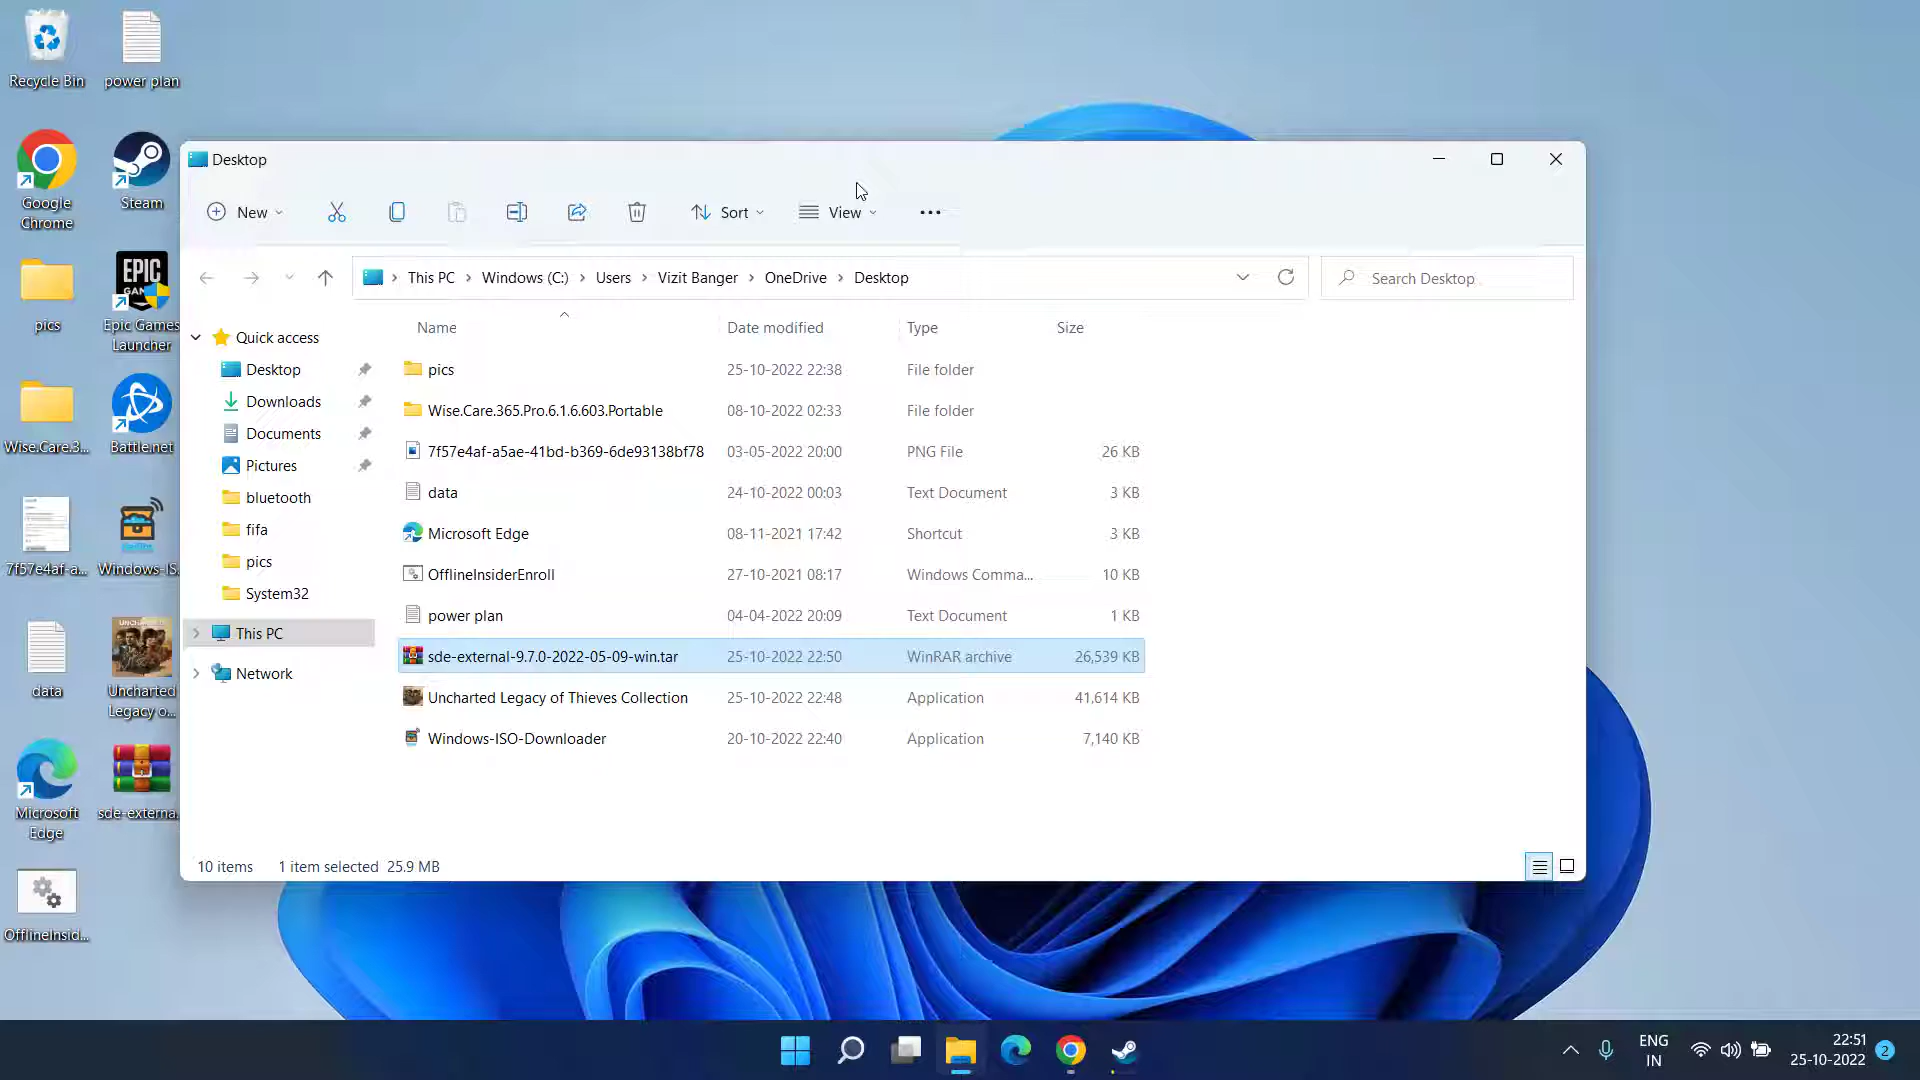 Recycle Bin
power plan
Google
Chrome
Steam
pics
EPIC
GAM
Epic Games
Launcher
Wise.Care.3...
Battle.net
7f57e4af-a...
Windows-IS.
data
UNCHARTED
Uncharted
Legacy o...
Microsoft
Edge
sde-externa.
OfflineInsid...
Desktop
New
Sort
View
This PC
Windows (C:)
Users
Vizit Banger
OneDrive
Desktop
Search Desktop
Quick access
Desktop
Downloads
Documents
Pictures
bluetooth
fifa
pics
System32
This PC
Network
Name Date modified Type Size
pics 25-10-2022 22:38 File folder
Wise.Care.365.Pro.6.1.6.603.Portable 08-10-2022 02:33 File folder
7f57e4af-a5ae-41bd-b369-6de93138bf78 03-05-2022 20:00 PNG File 26 KB
data 24-10-2022 00:03 Text Document 3 KB
Microsoft Edge 08-11-2021 17:42 Shortcut 3 KB
OfflineInsiderEnroll 27-10-2021 08:17 Windows Comma... 10 KB
power plan 04-04-2022 20:09 Text Document 1 KB
sde-external-9.7.0-2022-05-09-win.tar 25-10-2022 22:50 WinRAR archive 26,539 KB
Uncharted Legacy of Thieves Collection 25-10-2022 22:48 Application 41,614 KB
Windows-ISO-Downloader 20-10-2022 22:40 Application 7,140 KB
10 items 1 item selected 25.9 MB
ENG
IN
22:51
25-10-2022
2